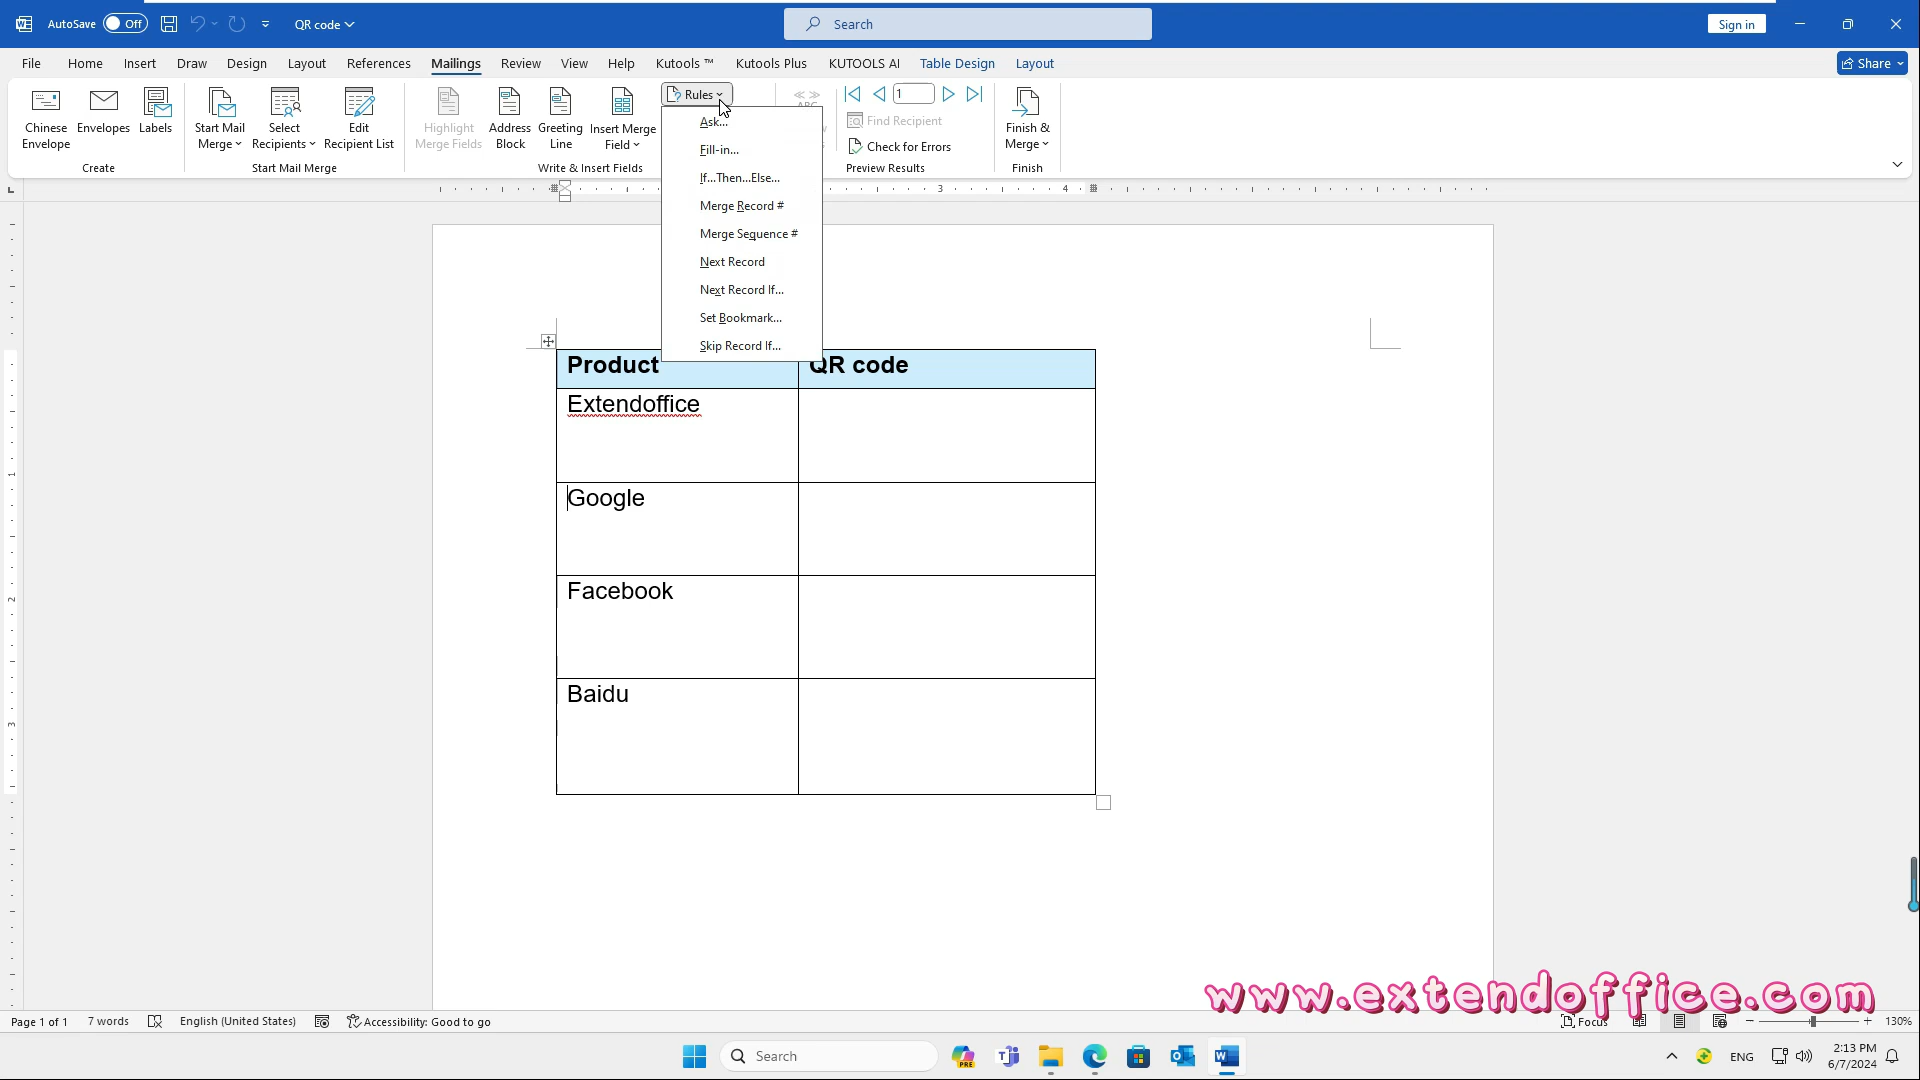 AutoSave Off QR code Search Sign in
File Home Insert Draw Design Layout References Mailings Review View Help Kutools ™ Kutools Plus KUTOOLS AI Table Design Layout Share
Chinese Envelope
Envelopes
Labels
Create
Start Mail Merge
Select Recipients
Edit Recipient List
Start Mail Merge
Highlight Merge Fields
Address Block
Greeting Line
Insert Merge Field
Write & Insert Fields
Rules
Ask...
Fill-in...
If...Then...Else...
Merge Record #
Merge Sequence #
Next Record
Next Record If...
Set Bookmark...
Skip Record If...
1
Find Recipient
Check for Errors
Preview Results
Finish & Merge
Finish
3 4
Product QR code
Extendoffice
Google
Facebook
Baidu
1
2
3
www.extendoffice.com
Page 1 of 1 7 words English (United States) Accessibility: Good to go Focus 130%
Search ENG 2:13 PM
6/7/2024